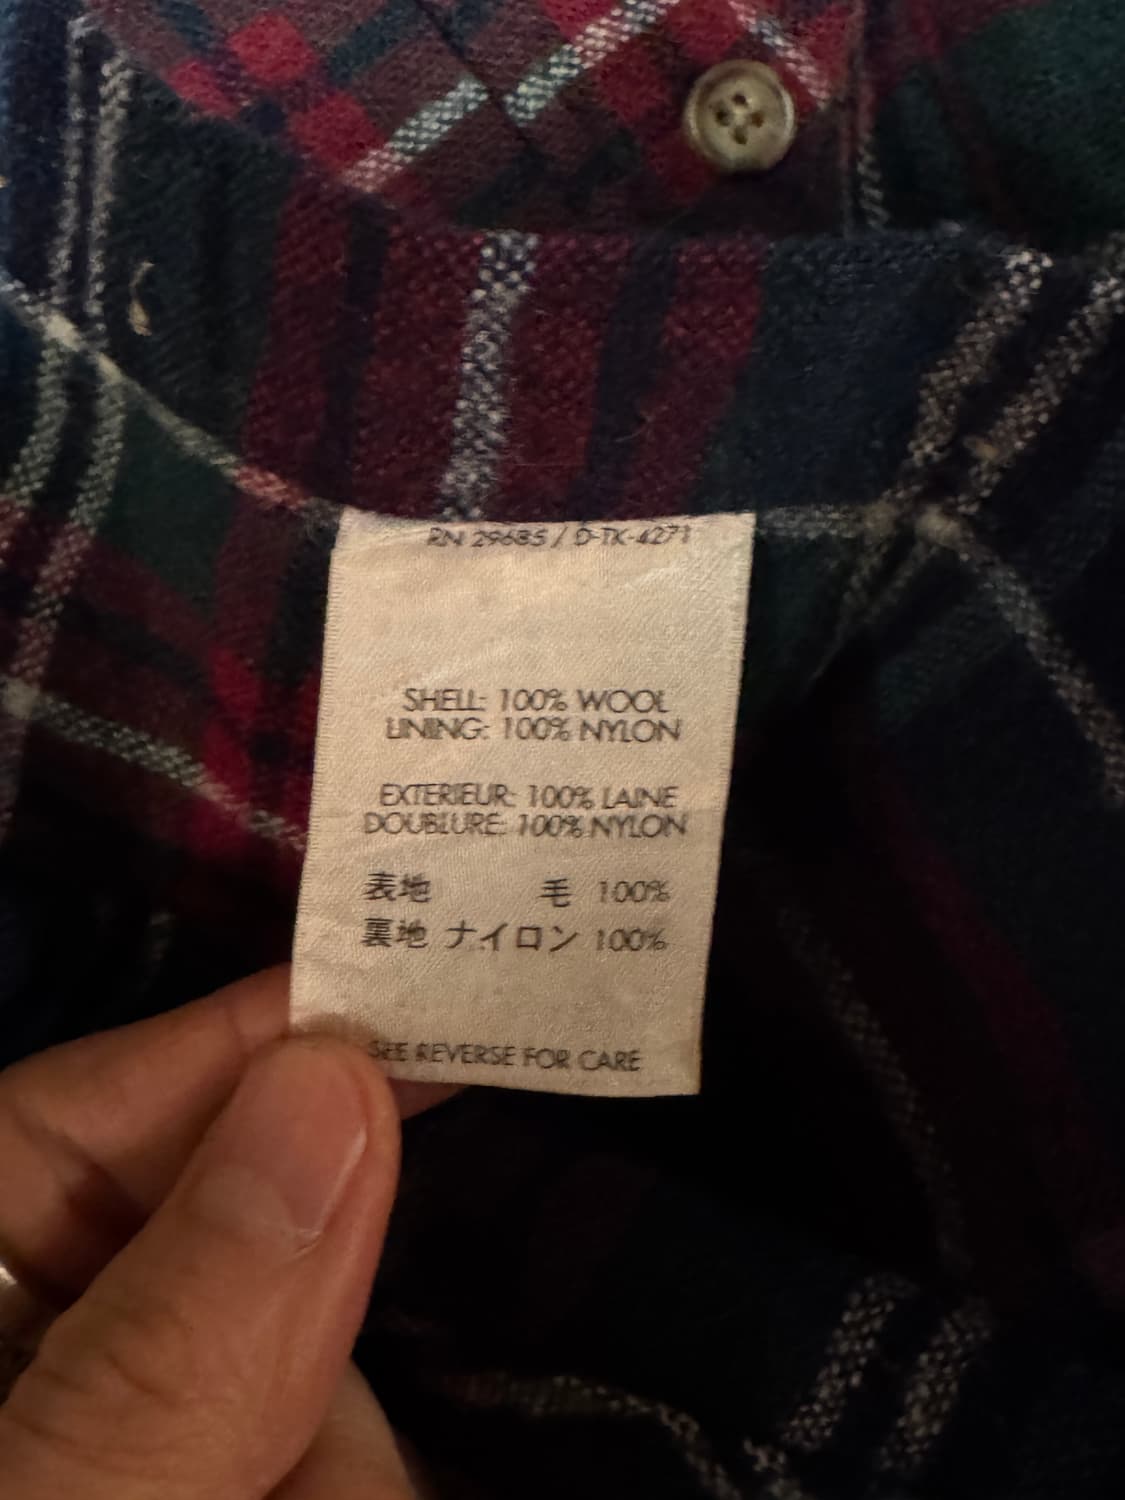 RN 29685 / D-TK-4271
SHELL: 100% WOOL
LINING: 100% NYLON
EXTERIEUR: 100% LAINE
DOUBLURE: 100% NYLON
表地 毛 100%
裏地 ナイロン 100%
SEE REVERSE FOR CARE